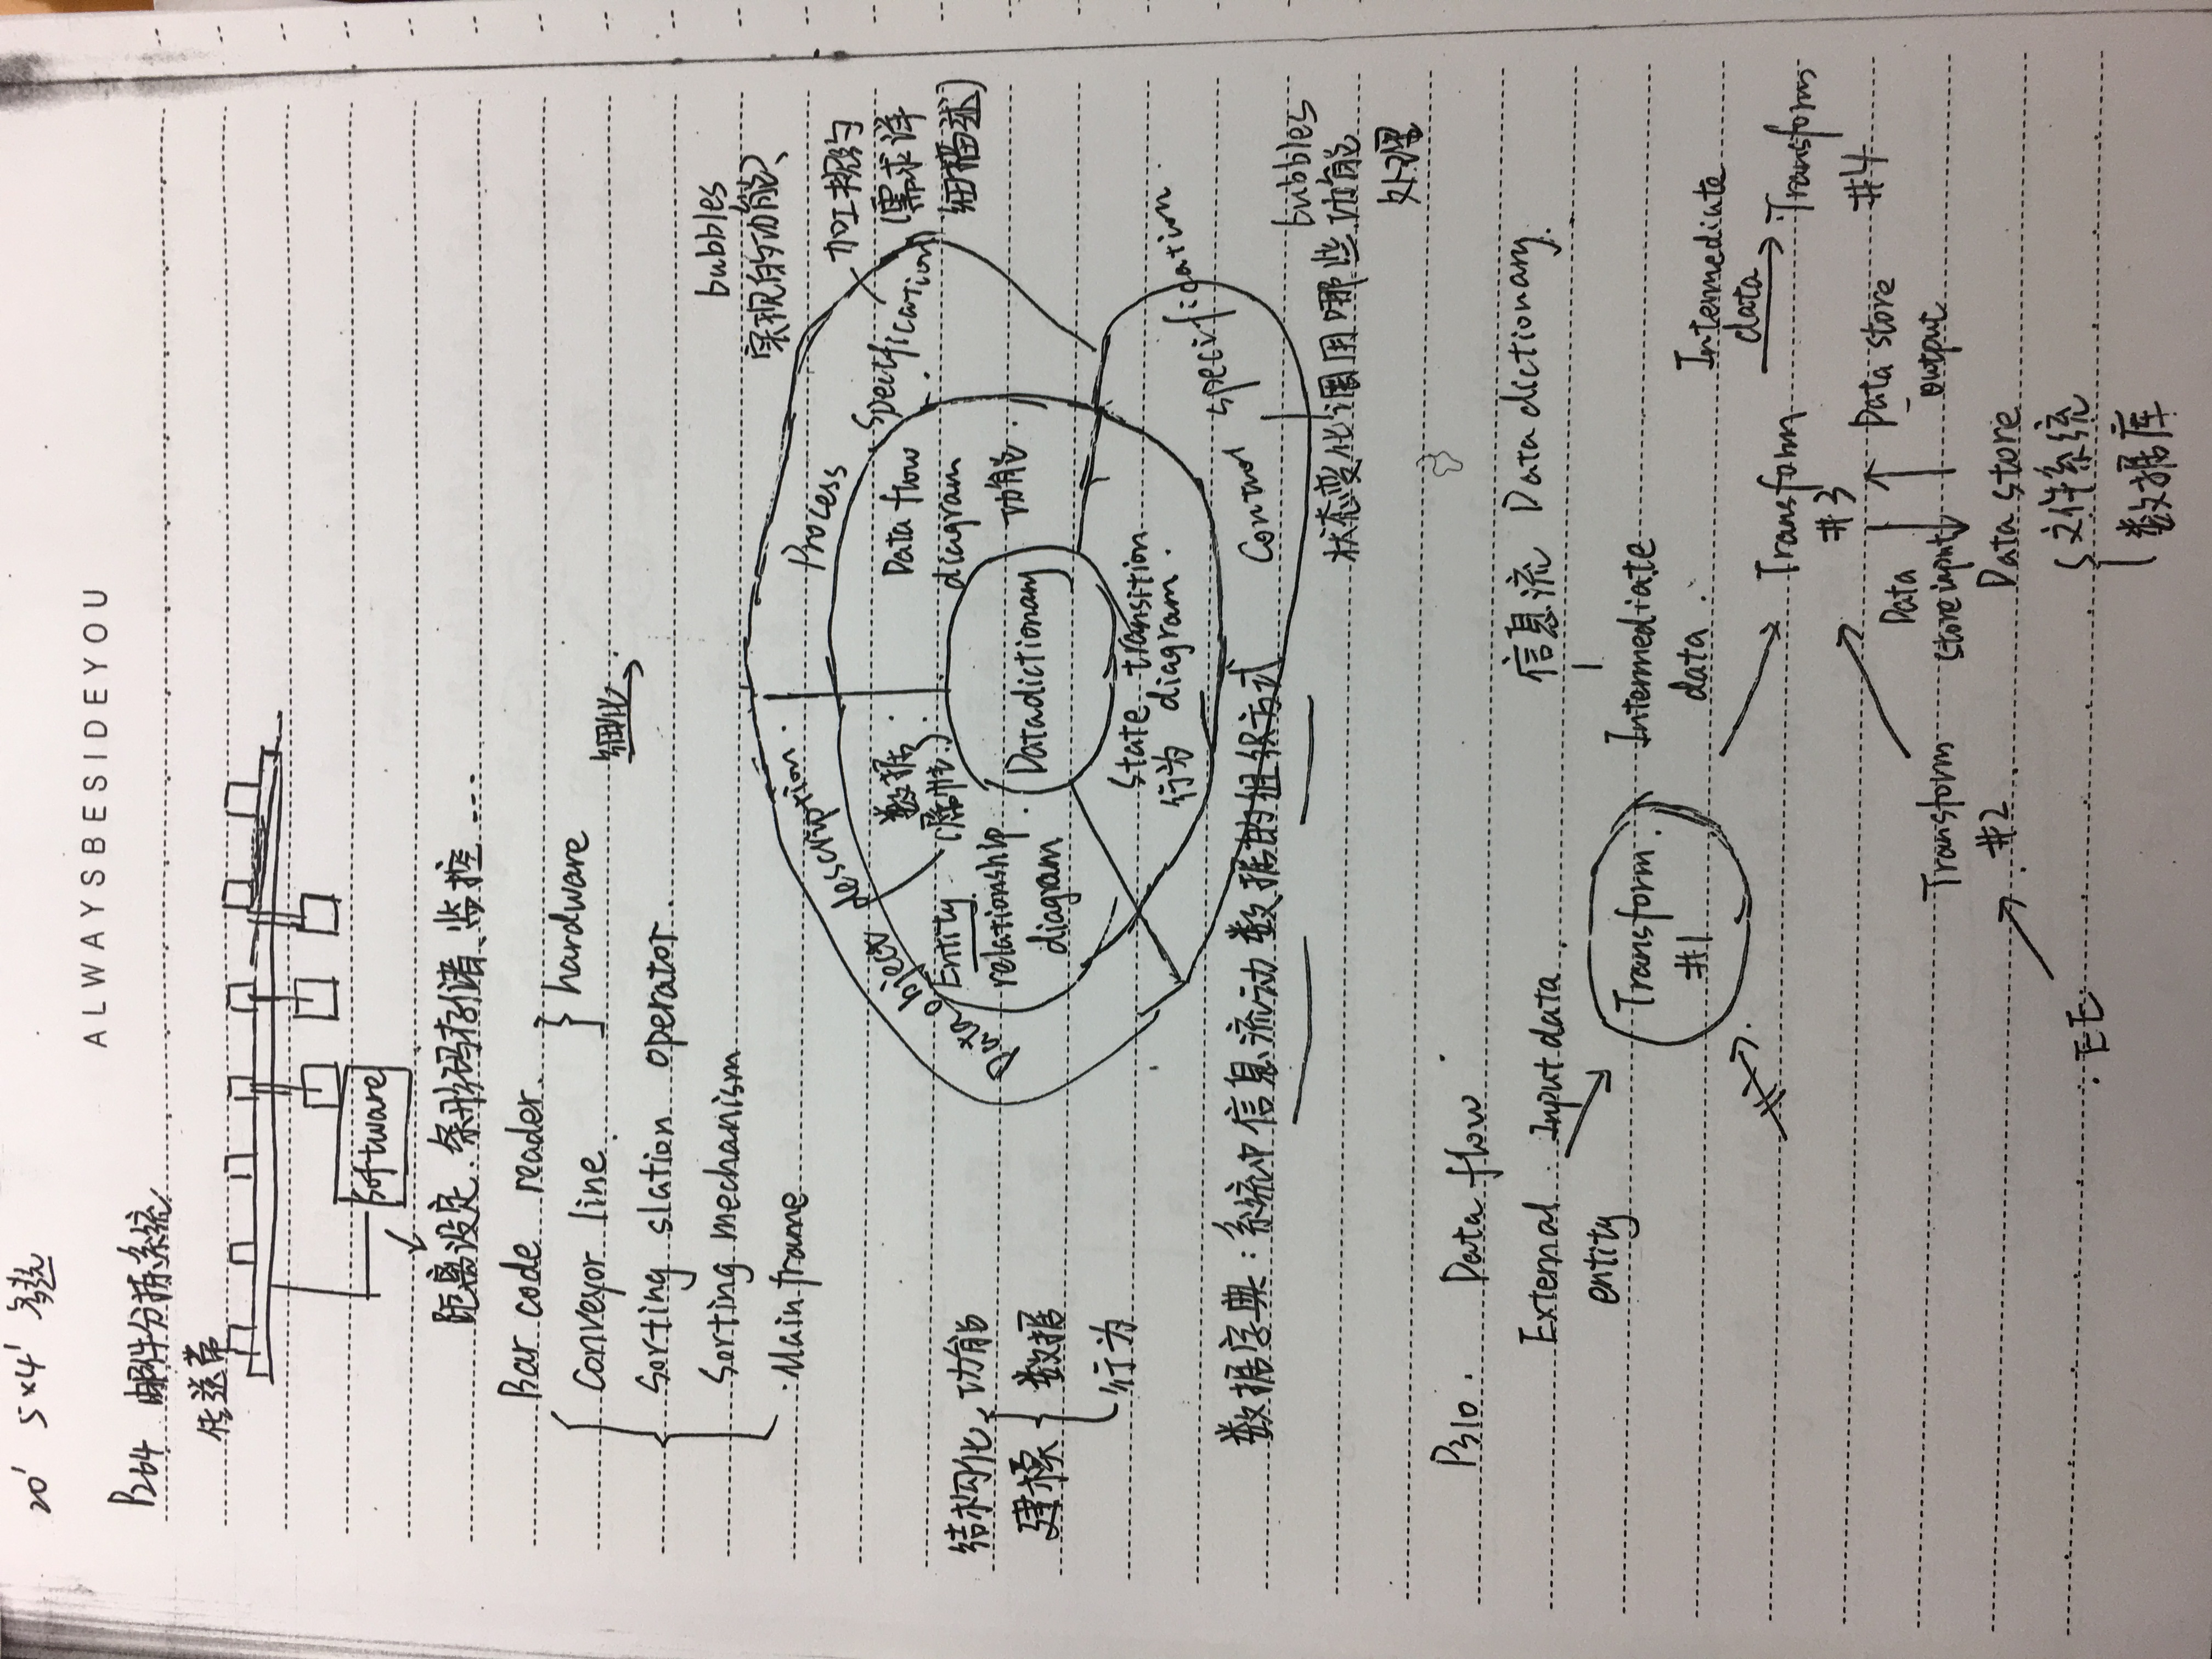 20' 5×4' 多选
ALWAYSBESIDEYOU
P264 邮件分拣系统
传送带
Software
距离设定、条形码存储、监控...
Bar code reader
Conveyor line
hardware
细化
Sorting slation operator
Sorting mechanism
Main frame
bubbles
实现的功能
Data object description
Process Specification
加工规约
(需求详
细描述)
数据
(属性)
Entity
relationship
diagram
Data flow
diagram
功能
Datadictionary
结构化
建模
功能
数据
行为
State transition
行为 diagram
Control specification
数据字典:系统中信息流动数据的组织方式
bubbles
状态变化调用哪些功能
处理
P310. Data flow
External
entity
Input data
信息流 Data dictionary
Transform
#1
Intermediate
data
Intermediate
data
Transform
#3
Transform
#4
Data
store input
Data store
output
Transform
#2
Data store
EE
文件系统
数据库